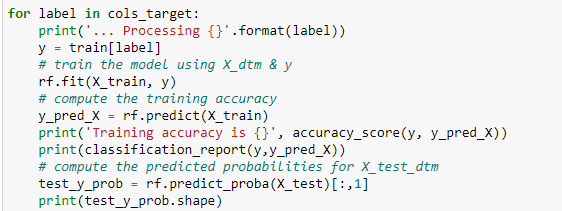 for label in cols_target:
    print('... Processing {}'.format(label))
    y = train[label]
    # train the model using X_dtm & y
    rf.fit(X_train, y)
    # compute the training accuracy
    y_pred_X = rf.predict(X_train)
    print('Training accuracy is {}', accuracy_score(y, y_pred_X))
    print(classification_report(y,y_pred_X))
    # compute the predicted probabilities for X_test_dtm
    test_y_prob = rf.predict_proba(X_test)[:,1]
    print(test_y_prob.shape)